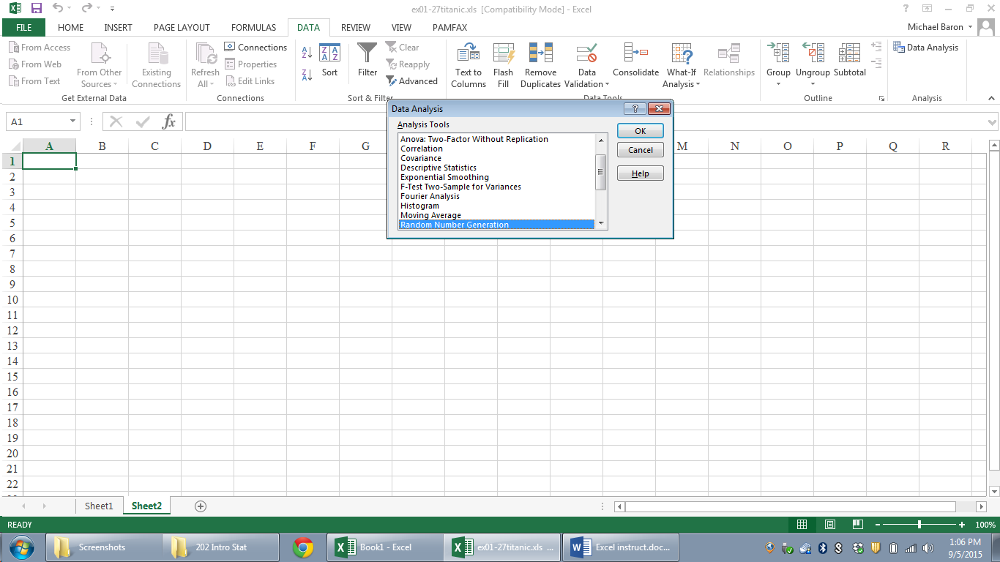 ex01-27titanic.xls [Compatibility Mode] - Excel
FILE HOME INSERT PAGE LAYOUT FORMULAS DATA REVIEW VIEW PAMFAX Michael Baron
From Access
From Web
From Text
From Other Sources
Existing Connections
Get External Data
Refresh All
Connections
Properties
Edit Links
Connections
Sort
Filter
Clear
Reapply
Advanced
Sort & Filter
Text to Columns
Flash Fill
Remove Duplicates
Data Validation
Consolidate
What-If Analysis
Relationships
Data Tools
Group
Ungroup
Subtotal
Outline
Data Analysis
Analysis
A1
fx
Data Analysis
?
Analysis Tools
Anova: Two-Factor Without Replication
Correlation
Covariance
Descriptive Statistics
Exponential Smoothing
F-Test Two-Sample for Variances
Fourier Analysis
Histogram
Moving Average
Random Number Generation
OK
Cancel
Help
A B C D E F G M N O P Q R
1
2
3
4
5
6
7
8
9
10
11
12
13
14
15
16
17
18
19
20
21
22
Sheet1 Sheet2
READY 100%
Screenshots 202 Intro Stat Book1 - Excel ex01-27titanic.xls ... Excel instruct.doc...
1:06 PM
9/5/2015